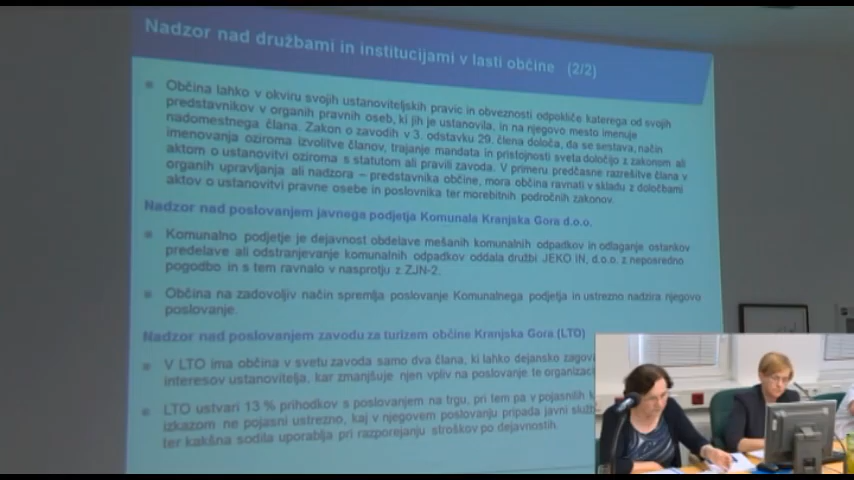 Nadzor nad družbami in institucijami v lasti občine (2/2)
Občina lahko v okviru svojih ustanoviteljskih pravic in obveznosti odpokliče katerega od svojih
predstavnikov v organih pravnih oseb, ki jih je ustanovila, in na njegovo mesto imenuje
nadomestnega člana. Zakon o zavodih v 3. odstavku 29. člena določa, da se sestava, način
imenovanja oziroma izvolitve članov, trajanje mandata in pristojnosti sveta določijo z zakonom ali
aktom o ustanovitvi oziroma s statutom ali pravili zavoda. V primeru predčasne razrešitve člana v
organih upravljanja ali nadzora – predstavnika občine, mora občina ravnati v skladu z določbami
aktov o ustanovitvi pravne osebe in poslovnika ter morebitnih področnih zakonov.
Nadzor nad poslovanjem javnega podjetja Komunala Kranjska Gora d.o.o.
Komunalno podjetje je dejavnost obdelave mešanih komunalnih odpadkov in odlaganje ostankov
predelave ali odstranjevanje komunalnih odpadkov oddala družbi JEKO IN, d.o.o. z neposredno
pogodbo in s tem ravnalo v nasprotju z ZJN-2.
Občina na zadovoljiv način spremlja poslovanje Komunalnega podjetja in ustrezno nadzira njegovo
poslovanje.
Nadzor nad poslovanjem zavoda za turizem občine Kranjska Gora (LTO)
V LTO ima občina v svetu zavoda samo dva člana, ki lahko dejansko zagov
interesov ustanovitelja, kar zmanjšuje njen vpliv na poslovanje te organizac
LTO ustvari 13 % prihodkov s poslovanjem na trgu, pri tem pa v pojasnilih k
izkazom ne pojasni ustrezno, kaj v njegovem poslovanju pripada javni služb
ter kakšna sodila uporablja pri razporejanju stroškov po dejavnostih.